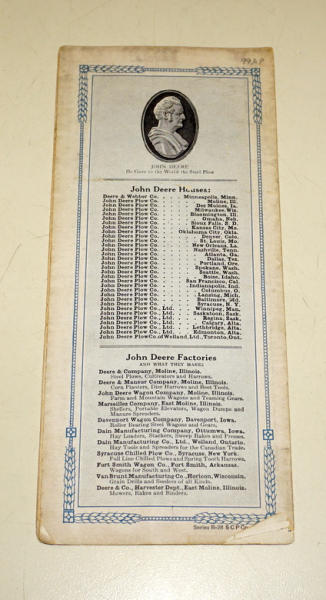 JOHN DEERE
He Gave to the World the Steel Plow
John Deere Houses:
Deere & Webber Co. . . . Minneapolis, Minn.
John Deere Plow Co. . . . . . Moline, Ill.
John Deere Plow Co. . . . Des Moines, Ia.
John Deere Plow Co. . . . Milwaukee, Wis.
John Deere Plow Co. . . . Bloomington, Ill.
John Deere Plow Co. . . . . . Omaha, Neb.
John Deere Plow Co. . . . Sioux Falls, S. D.
John Deere Plow Co. . . . Kansas City, Mo.
John Deere Plow Co. . Oklahoma City, Okla.
John Deere Plow Co. . . . . . Denver, Colo.
John Deere Plow Co. . . . . St. Louis, Mo.
John Deere Plow Co. . . . New Orleans, La.
John Deere Plow Co. . . . Nashville, Tenn.
John Deere Plow Co. . . . . . Atlanta, Ga.
John Deere Plow Co. . . . . . Dallas, Tex.
John Deere Plow Co. . . . . Portland, Ore.
John Deere Plow Co. . . . Spokane, Wash.
John Deere Plow Co. . . . . Seattle, Wash.
John Deere Plow Co. . . . . . Boise, Idaho.
John Deere Plow Co. . . San Francisco, Cal.
John Deere Plow Co. . . . Indianapolis, Ind.
John Deere Plow Co. . . . . Columbus, O.
John Deere Plow Co. . . . . Lansing, Mich.
John Deere Plow Co. . . . . Baltimore, Md.
John Deere Plow Co. . . . . Syracuse, N. Y.
John Deere Plow Co., Ltd. . Winnipeg, Man.
John Deere Plow Co., Ltd. . Saskatoon, Sask.
John Deere Plow Co., Ltd. . . Regina, Sask.
John Deere Plow Co., Ltd. . . Calgary, Alta.
John Deere Plow Co., Ltd. . Lethbridge, Alta.
John Deere Plow Co., Ltd. . Edmonton, Alta.
John Deere Plow Co. of Welland, Ltd., Toronto, Ont.
John Deere Factories
AND WHAT THEY MAKE:
Deere & Company, Moline, Illinois.
Steel Plows, Cultivators and Harrows.
Deere & Mansur Company, Moline, Illinois.
Corn Planters, Disc Harrows and Beet Tools.
John Deere Wagon Company, Moline, Illinois.
Farm and Mountain Wagons and Teaming Gears.
Marseilles Company, East Moline, Illinois.
Shellers, Portable Elevators, Wagon Dumps and
Manure Spreaders.
Davenport Wagon Company, Davenport, Iowa.
Roller Bearing Steel Wagons and Gears.
Dain Manufacturing Company, Ottumwa, Iowa.
Hay Loaders, Stackers, Sweep Rakes and Presses.
Dain Manufacturing Co., Ltd., Welland, Ontario.
Hay Tools and Spreaders for the Canadian Trade.
Syracuse Chilled Plow Co., Syracuse, New York.
Full Line Chilled Plows and Spring Tooth Harrows.
Fort Smith Wagon Co., Fort Smith, Arkansas.
Wagons for South and West.
Van Brunt Manufacturing Co., Horicon, Wisconsin.
Grain Drills and Seeders of all Kinds.
Deere & Co., Harvester Dept., East Moline, Illinois.
Mowers, Rakes and Binders.